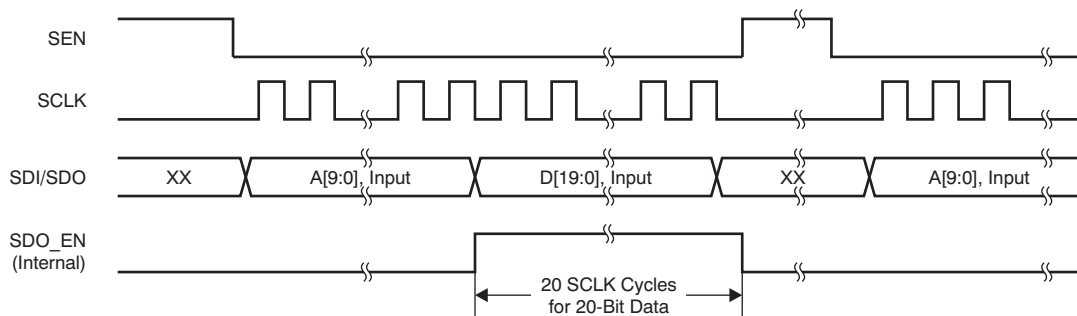 SEN
SCLK
SDI/SDO
XX
A[9:0], Input
D[19:0], Input
XX
A[9:0], Input
SDO_EN
(Internal)
20 SCLK Cycles
for 20-Bit Data